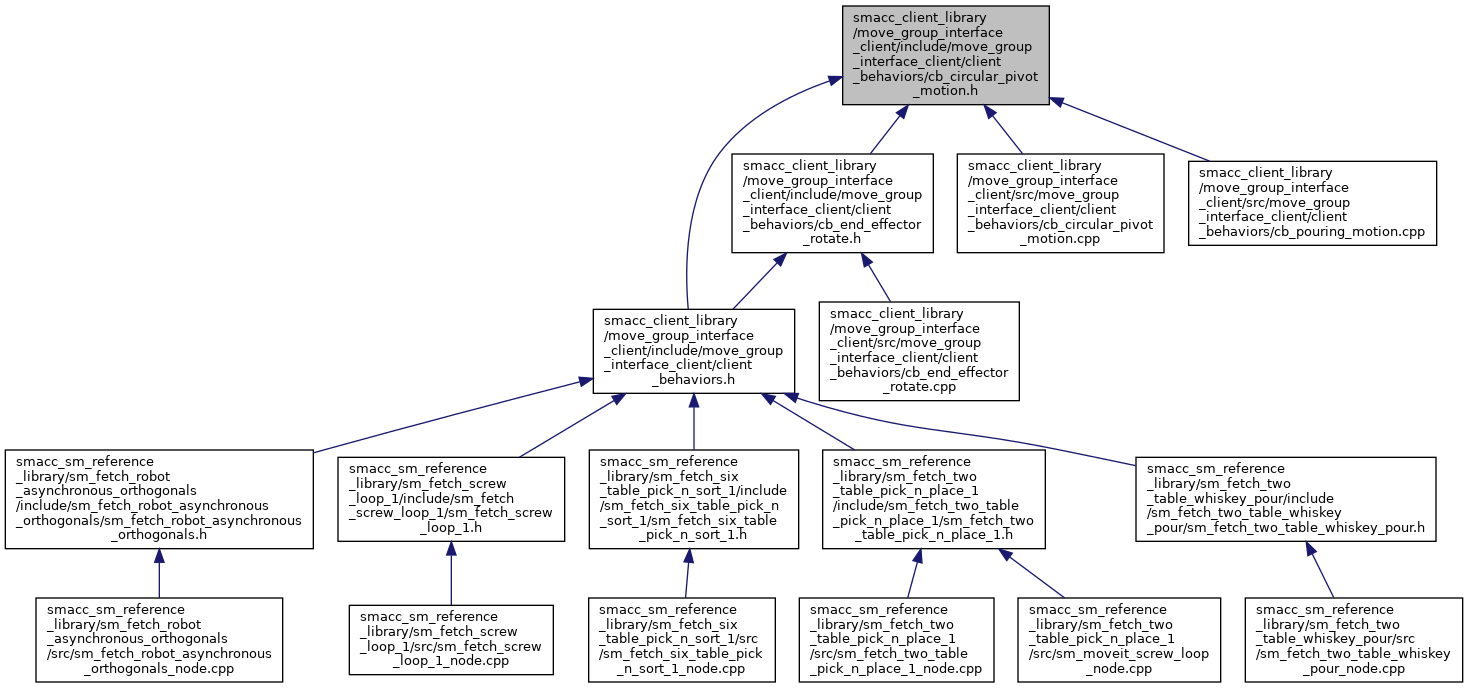 smacc_client_library
/move_group_interface
_client/include/move_group
_interface_client/client
_behaviors/cb_circular_pivot
_motion.h
smacc_client_library
/move_group_interface
_client/include/move_group
_interface_client/client
_behaviors/cb_end_effector
_rotate.h
smacc_client_library
/move_group_interface
_client/src/move_group
_interface_client/client
_behaviors/cb_circular_pivot
_motion.cpp
smacc_client_library
/move_group_interface
_client/src/move_group
_interface_client/client
_behaviors/cb_pouring_motion.cpp
smacc_client_library
/move_group_interface
_client/include/move_group
_interface_client/client
_behaviors.h
smacc_client_library
/move_group_interface
_client/src/move_group
_interface_client/client
_behaviors/cb_end_effector
_rotate.cpp
smacc_sm_reference
_library/sm_fetch_robot
_asynchronous_orthogonals
/include/sm_fetch_robot_asynchronous
_orthogonals/sm_fetch_robot_asynchronous
_orthogonals.h
smacc_sm_reference
_library/sm_fetch_screw
_loop_1/include/sm_fetch
_screw_loop_1/sm_fetch_screw
_loop_1.h
smacc_sm_reference
_library/sm_fetch_six
_table_pick_n_sort_1/include
/sm_fetch_six_table_pick_n
_sort_1/sm_fetch_six_table
_pick_n_sort_1.h
smacc_sm_reference
_library/sm_fetch_two
_table_pick_n_place_1
/include/sm_fetch_two_table
_pick_n_place_1/sm_fetch_two
_table_pick_n_place_1.h
smacc_sm_reference
_library/sm_fetch_two
_table_whiskey_pour/include
/sm_fetch_two_table_whiskey
_pour/sm_fetch_two_table_whiskey_pour.h
smacc_sm_reference
_library/sm_fetch_robot
_asynchronous_orthogonals
/src/sm_fetch_robot_asynchronous
_orthogonals_node.cpp
smacc_sm_reference
_library/sm_fetch_screw
_loop_1/src/sm_fetch_screw
_loop_1_node.cpp
smacc_sm_reference
_library/sm_fetch_six
_table_pick_n_sort_1/src
/sm_fetch_six_table_pick
_n_sort_1_node.cpp
smacc_sm_reference
_library/sm_fetch_two
_table_pick_n_place_1
/src/sm_fetch_two_table
_pick_n_place_1_node.cpp
smacc_sm_reference
_library/sm_fetch_two
_table_pick_n_place_1
/src/sm_moveit_screw_loop
_node.cpp
smacc_sm_reference
_library/sm_fetch_two
_table_whiskey_pour/src
/sm_fetch_two_table_whiskey
_pour_node.cpp